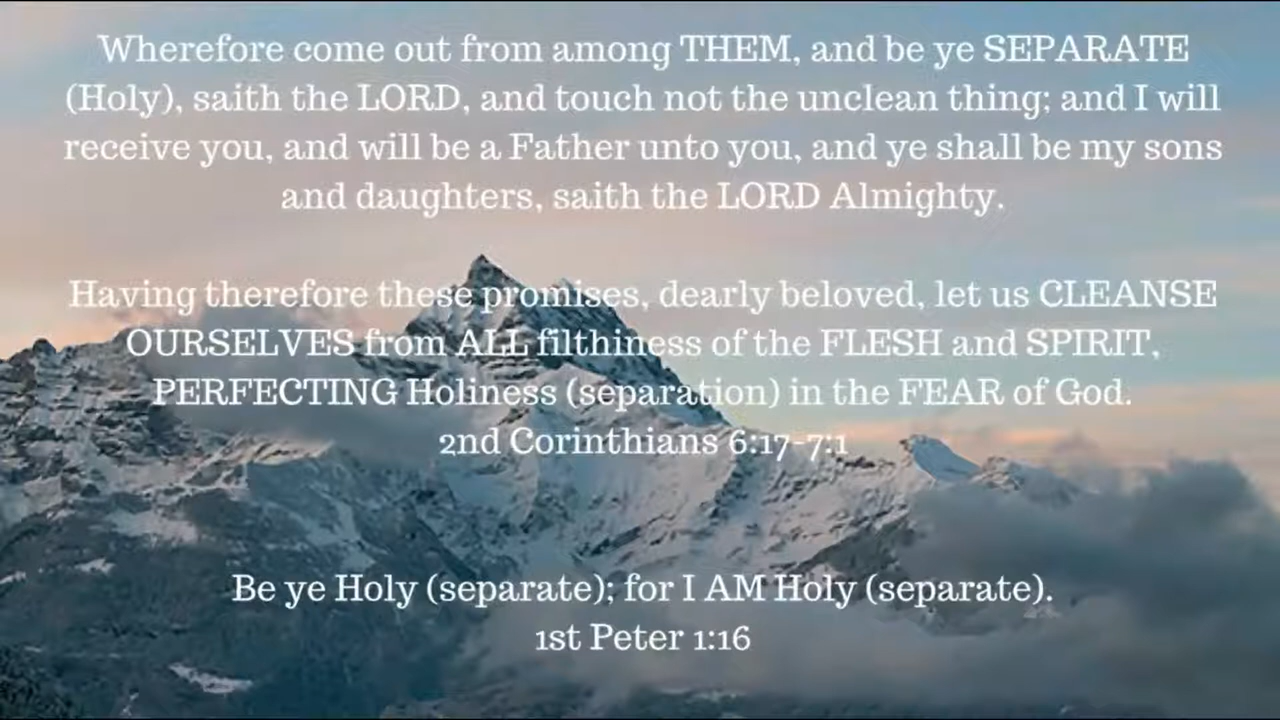 Wherefore come out from among THEM, and be ye SEPARATE
(Holy), saith the LORD, and touch not the unclean thing; and I will
receive you, and will be a Father unto you, and ye shall be my sons
and daughters, saith the LORD Almighty.
Having therefore these promises, dearly beloved, let us CLEANSE
OURSELVES from ALL filthiness of the FLESH and SPIRIT,
PERFECTING Holiness (separation) in the FEAR of God.
2nd Corinthians 6:17-7:1
Be ye Holy (separate); for I AM Holy (separate).
1st Peter 1:16